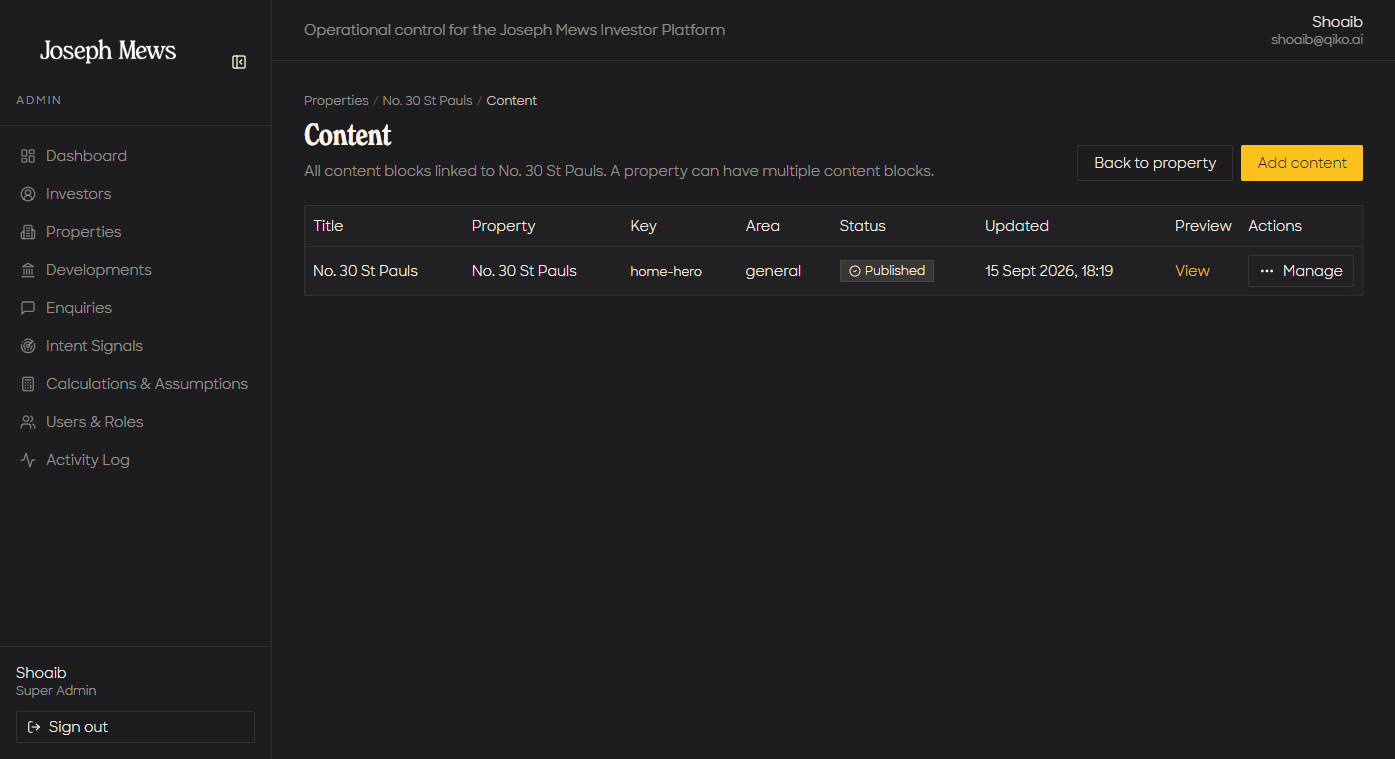 Joseph Mews
ADMIN
Dashboard
Investors
Properties
Developments
Enquiries
Intent Signals
Calculations & Assumptions
Users & Roles
Activity Log
Shoaib
Super Admin
Sign out
Operational control for the Joseph Mews Investor Platform
Shoaib
shoaib@qiko.ai
Properties / No. 30 St Pauls / Content
Content
All content blocks linked to No. 30 St Pauls. A property can have multiple content blocks.
Back to property
Add content
Title Property Key Area Status Updated Preview Actions
No. 30 St Pauls No. 30 St Pauls home-hero general Published 15 Sept 2026, 18:19 View ··· Manage